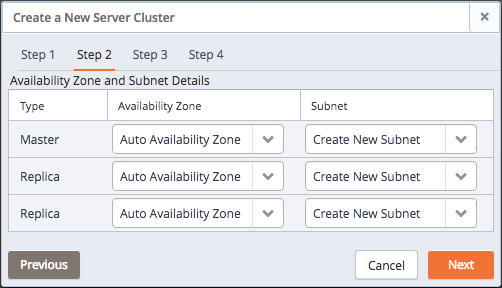 Create a New Server Cluster
Step 1 Step 2 Step 3 Step 4
Availability Zone and Subnet Details
Type Availability Zone Subnet
Master Auto Availability Zone Create New Subnet
Replica Auto Availability Zone Create New Subnet
Replica Auto Availability Zone Create New Subnet
Previous Cancel Next